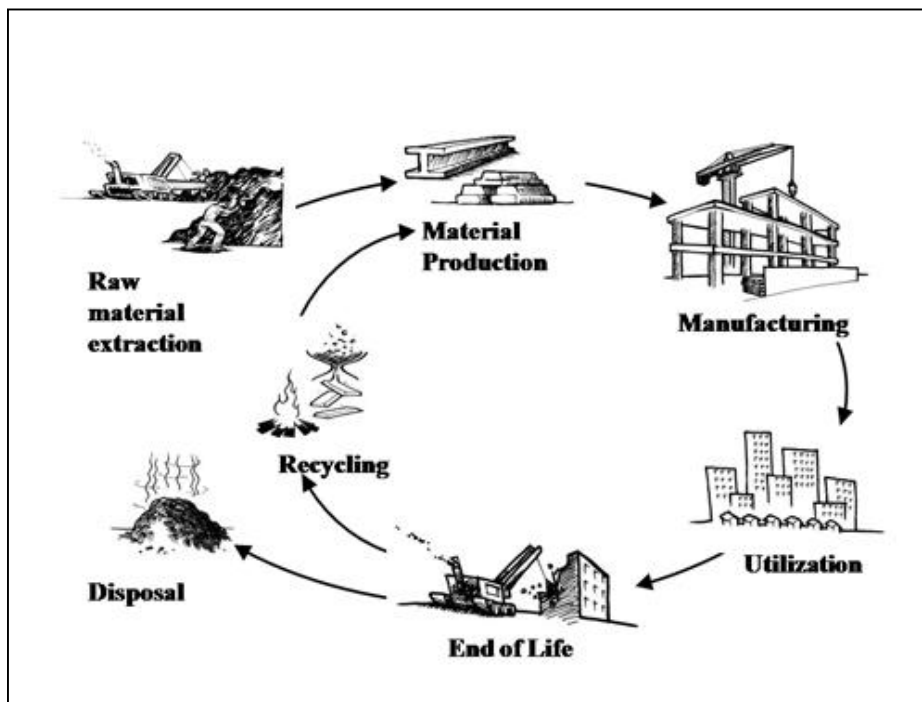 Raw
material
extraction
Material
Production
Manufacturing
Utilization
End of Life
Recycling
Disposal